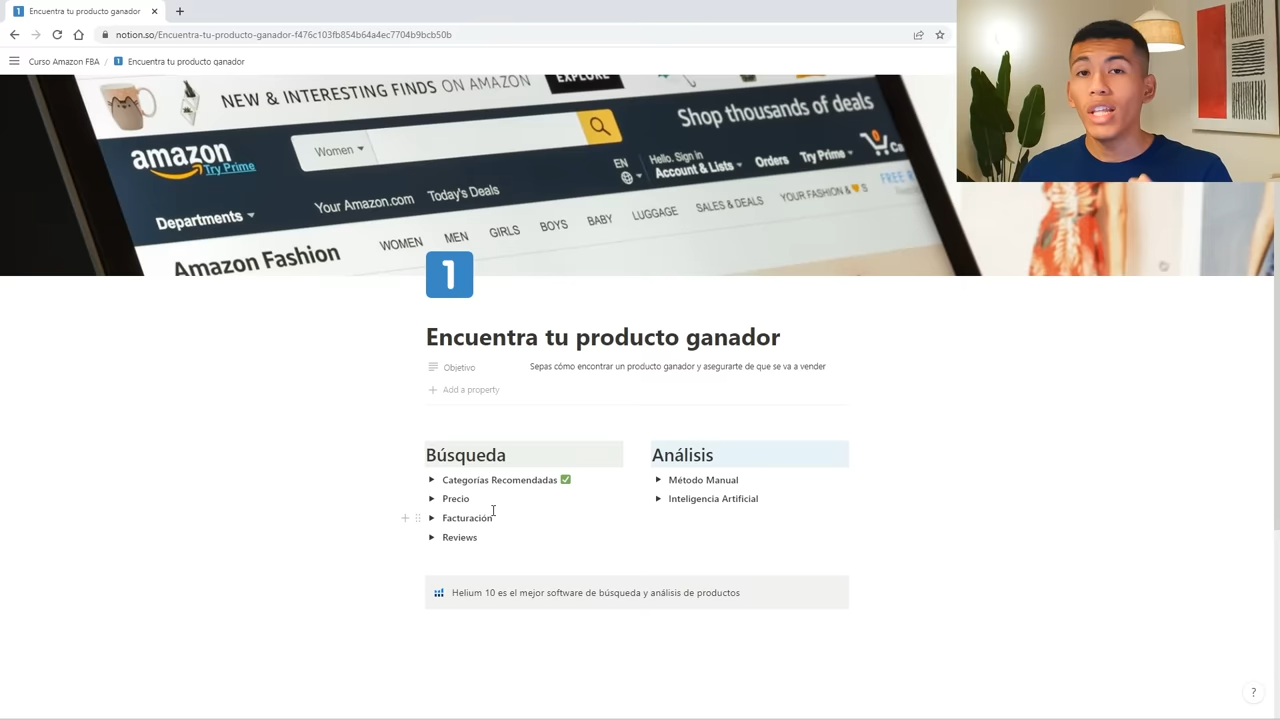 Encuentra tu producto ganador
notion.so/Encuentra-tu-producto-ganador-f476c103fb854b64a4ec7704b9bcb50b
Curso Amazon FBA / Encuentra tu producto ganador
NEW & INTERESTING FINDS ON AMAZON
EXPLORE
amazon
Try Prime
Women
Shop thousands of deals
EN
Hello. Sign in
Account & Lists
Orders
Try Prime
0
Departments
Your Amazon.com
Today's Deals
YOUR FASHION
Amazon Fashion
WOMEN
MEN
GIRLS
BOYS
BABY
LUGGAGE
SALES & DEALS
1
Encuentra tu producto ganador
Objetivo
Sepas cómo encontrar un producto ganador y asegurarte de que se va a vender
Add a property
Búsqueda
Categorías Recomendadas ✅
Precio
Facturación
Reviews
Análisis
Método Manual
Inteligencia Artificial
Helium 10 es el mejor software de búsqueda y análisis de productos
?